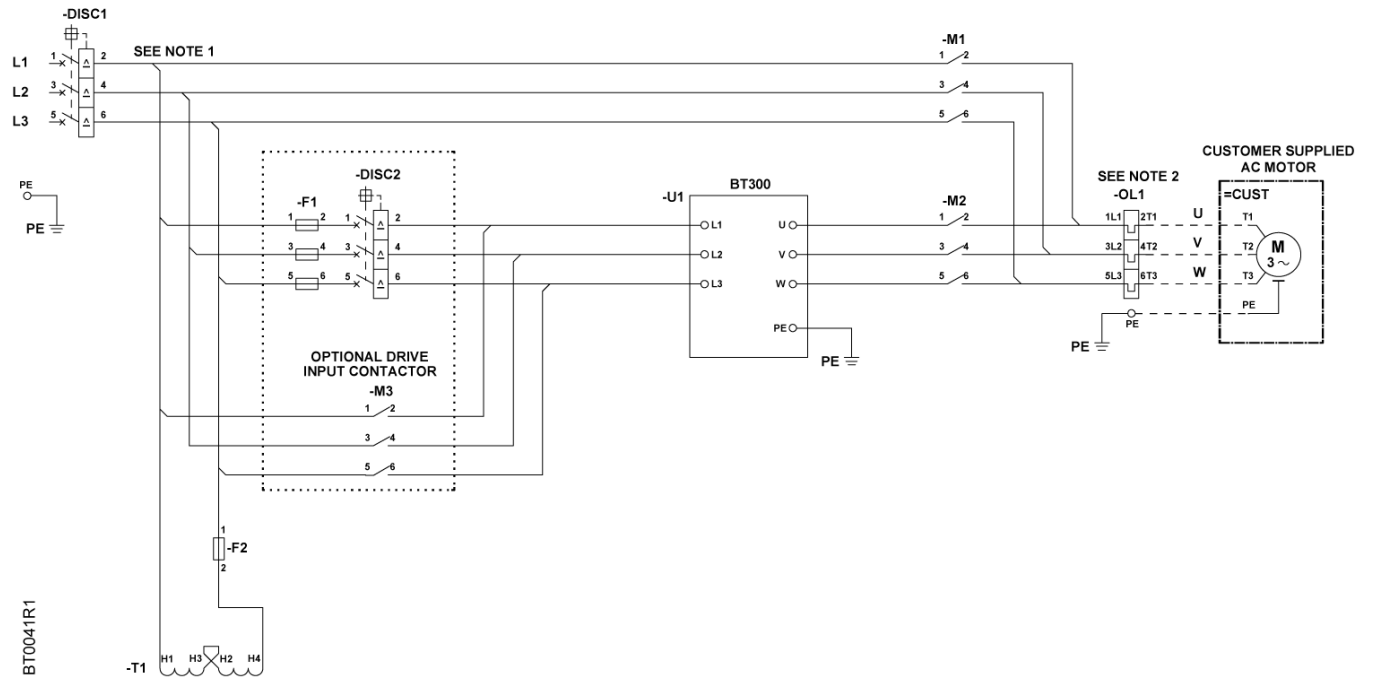 -DISC1
SEE NOTE 1
L1 1 2
L2 3 4
L3 5 6
-M1
1 2
3 4
5 6
PE
PE
-DISC2
-F1
1 2 1 2
3 4 3 4
5 6 5 6
-U1
BT300
L1 U
L2 V
L3 W
PE
PE
-M2
1 2
3 4
5 6
SEE NOTE 2
-OL1
1L1 2T1 U
3L2 4T2 V
5L3 6T3 W
PE
PE
CUSTOMER SUPPLIED
AC MOTOR
=CUST
T1
T2
T3
M
3 ~
PE
OPTIONAL DRIVE
INPUT CONTACTOR
-M3
1 2
3 4
5 6
1
-F2
2
-T1
H1 H3 H2 H4
BT0041R1